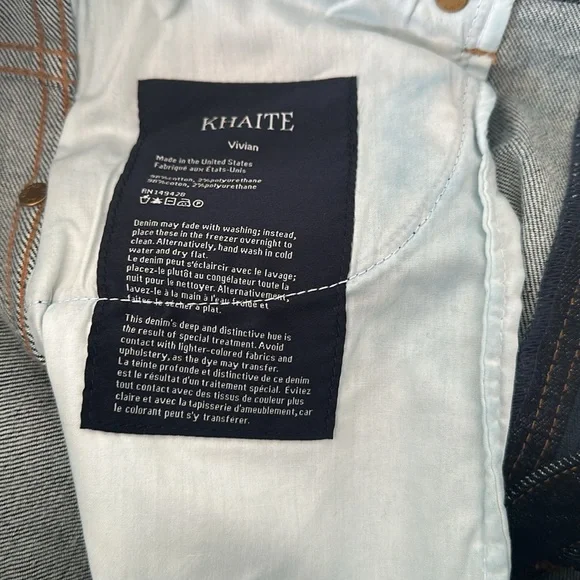 KHAITE
Vivian
Made in the United States
Fabriqué aux États-Unis
98%cotton, 2%polyurethane
98%coton, 2%polyurethane
RN149428
Denim may fade with washing; instead,
place these in the freezer overnight to
clean. Alternatively, hand wash in cold
water and dry flat.
Le denim peut s'éclaircir avec le lavage;
placez-le plutôt au congélateur toute la
nuit pour le nettoyer. Alternativement,
lavez-le à la main à l'eau froide et
faites le sécher à plat.
This denim's deep and distinctive hue is
the result of special treatment. Avoid
contact with lighter-colored fabrics and
upholstery, as the dye may transfer.
La teinte profonde et distinctive de ce denim
est le résultat d'un traitement spécial. Évitez
tout contact avec des tissus de couleur plus
claire et avec la tapisserie d'ameublement, car
le colorant peut s'y transférer.